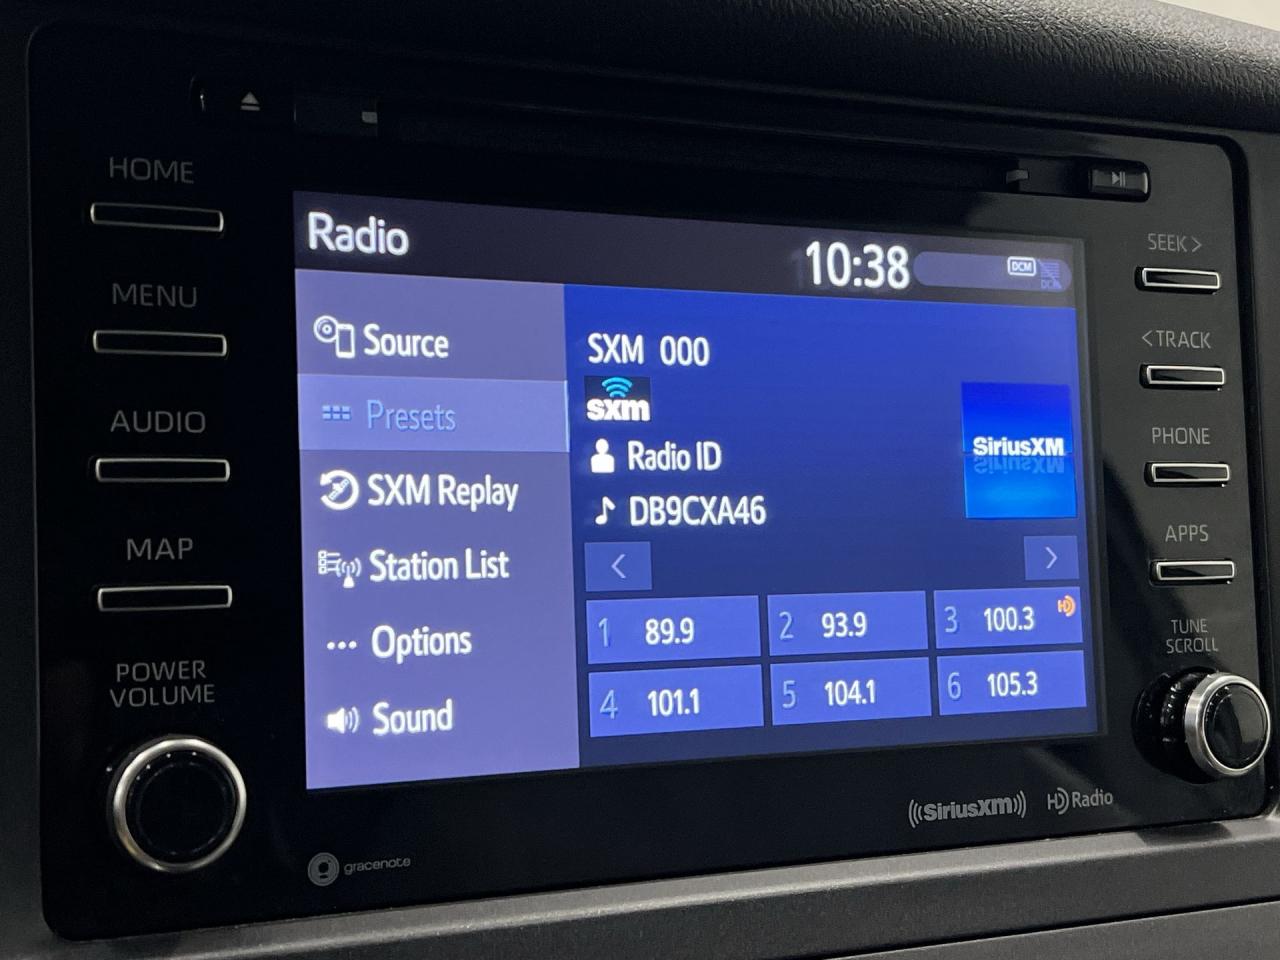 HOME
MENU
AUDIO
MAP
POWER
VOLUME
Radio
10:38
DCM
Source
Presets
SXM Replay
Station List
Options
Sound
SXM 000
sxm
Radio ID
DB9CXA46
SiriusXM
1 89.9
2 93.9
3 100.3 HD
4 101.1
5 104.1
6 105.3
SEEK >
< TRACK
PHONE
APPS
TUNE
SCROLL
gracenote
((SiriusXM))
HD Radio